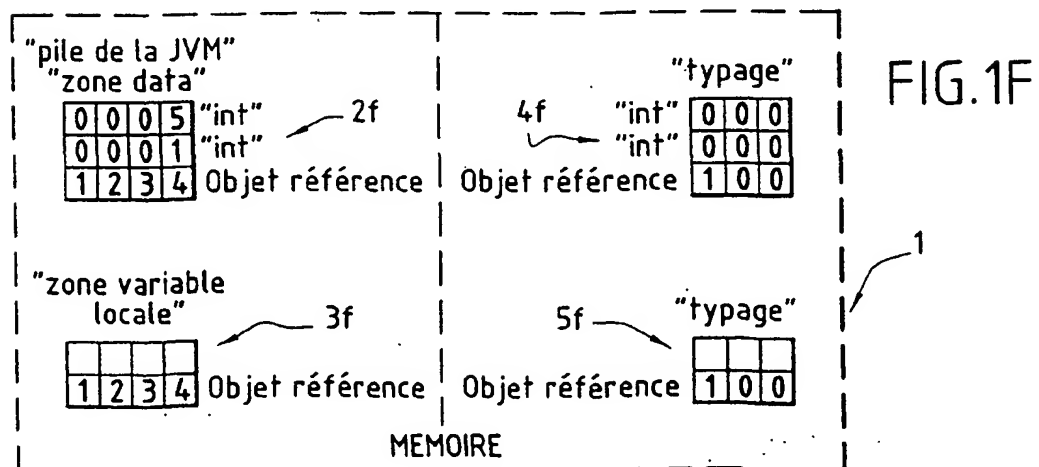 "pile de la JVM"
"zone data"
0 0 0 5 "int"
0 0 0 1 "int"
1 2 3 4 Objet référence
2f
"typage"
4f
"int" 0 0 0
"int" 0 0 0
Objet référence 1 0 0
FIG.1F
1
"zone variable
locale"
3f
1 2 3 4 Objet référence
"typage"
5f
Objet référence 1 0 0
MEMOIRE